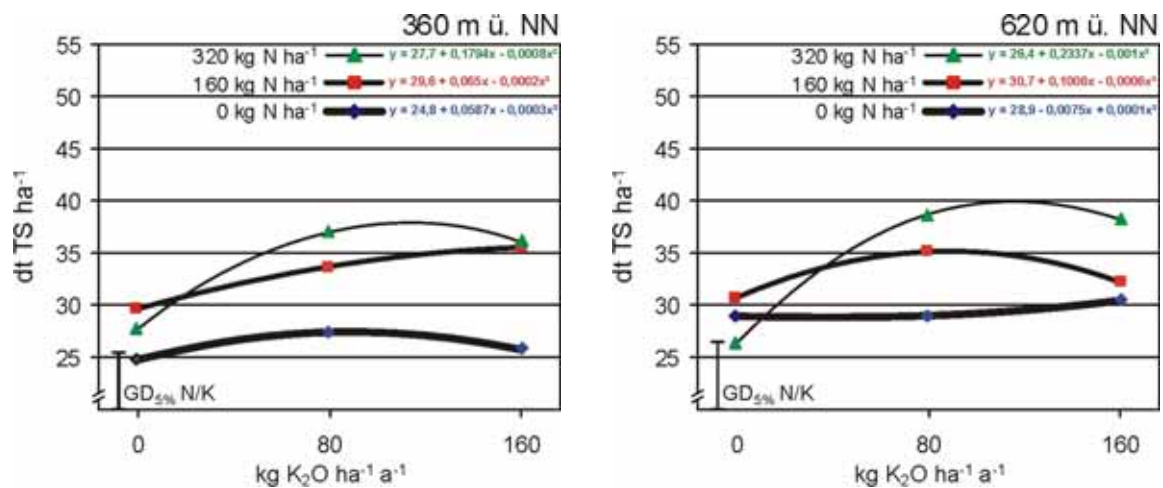 360 m ü. NN
55
50
45
40
35
30
25
dt TS ha⁻¹
320 kg N ha⁻¹ y = 27,7 + 0,1794x - 0,0008x²
160 kg N ha⁻¹ y = 29,6 + 0,065x - 0,0002x²
0 kg N ha⁻¹ y = 24,8 + 0,0587x - 0,0003x²
GD5% N/K
0 80 160
kg K₂O ha⁻¹ a⁻¹
620 m ü. NN
55
50
45
40
35
30
25
dt TS ha⁻¹
320 kg N ha⁻¹ y = 26,4 + 0,2337x - 0,001x²
160 kg N ha⁻¹ y = 30,7 + 0,1006x - 0,0006x²
0 kg N ha⁻¹ y = 28,9 - 0,0075x + 0,0001x²
GD5% N/K
0 80 160
kg K₂O ha⁻¹ a⁻¹